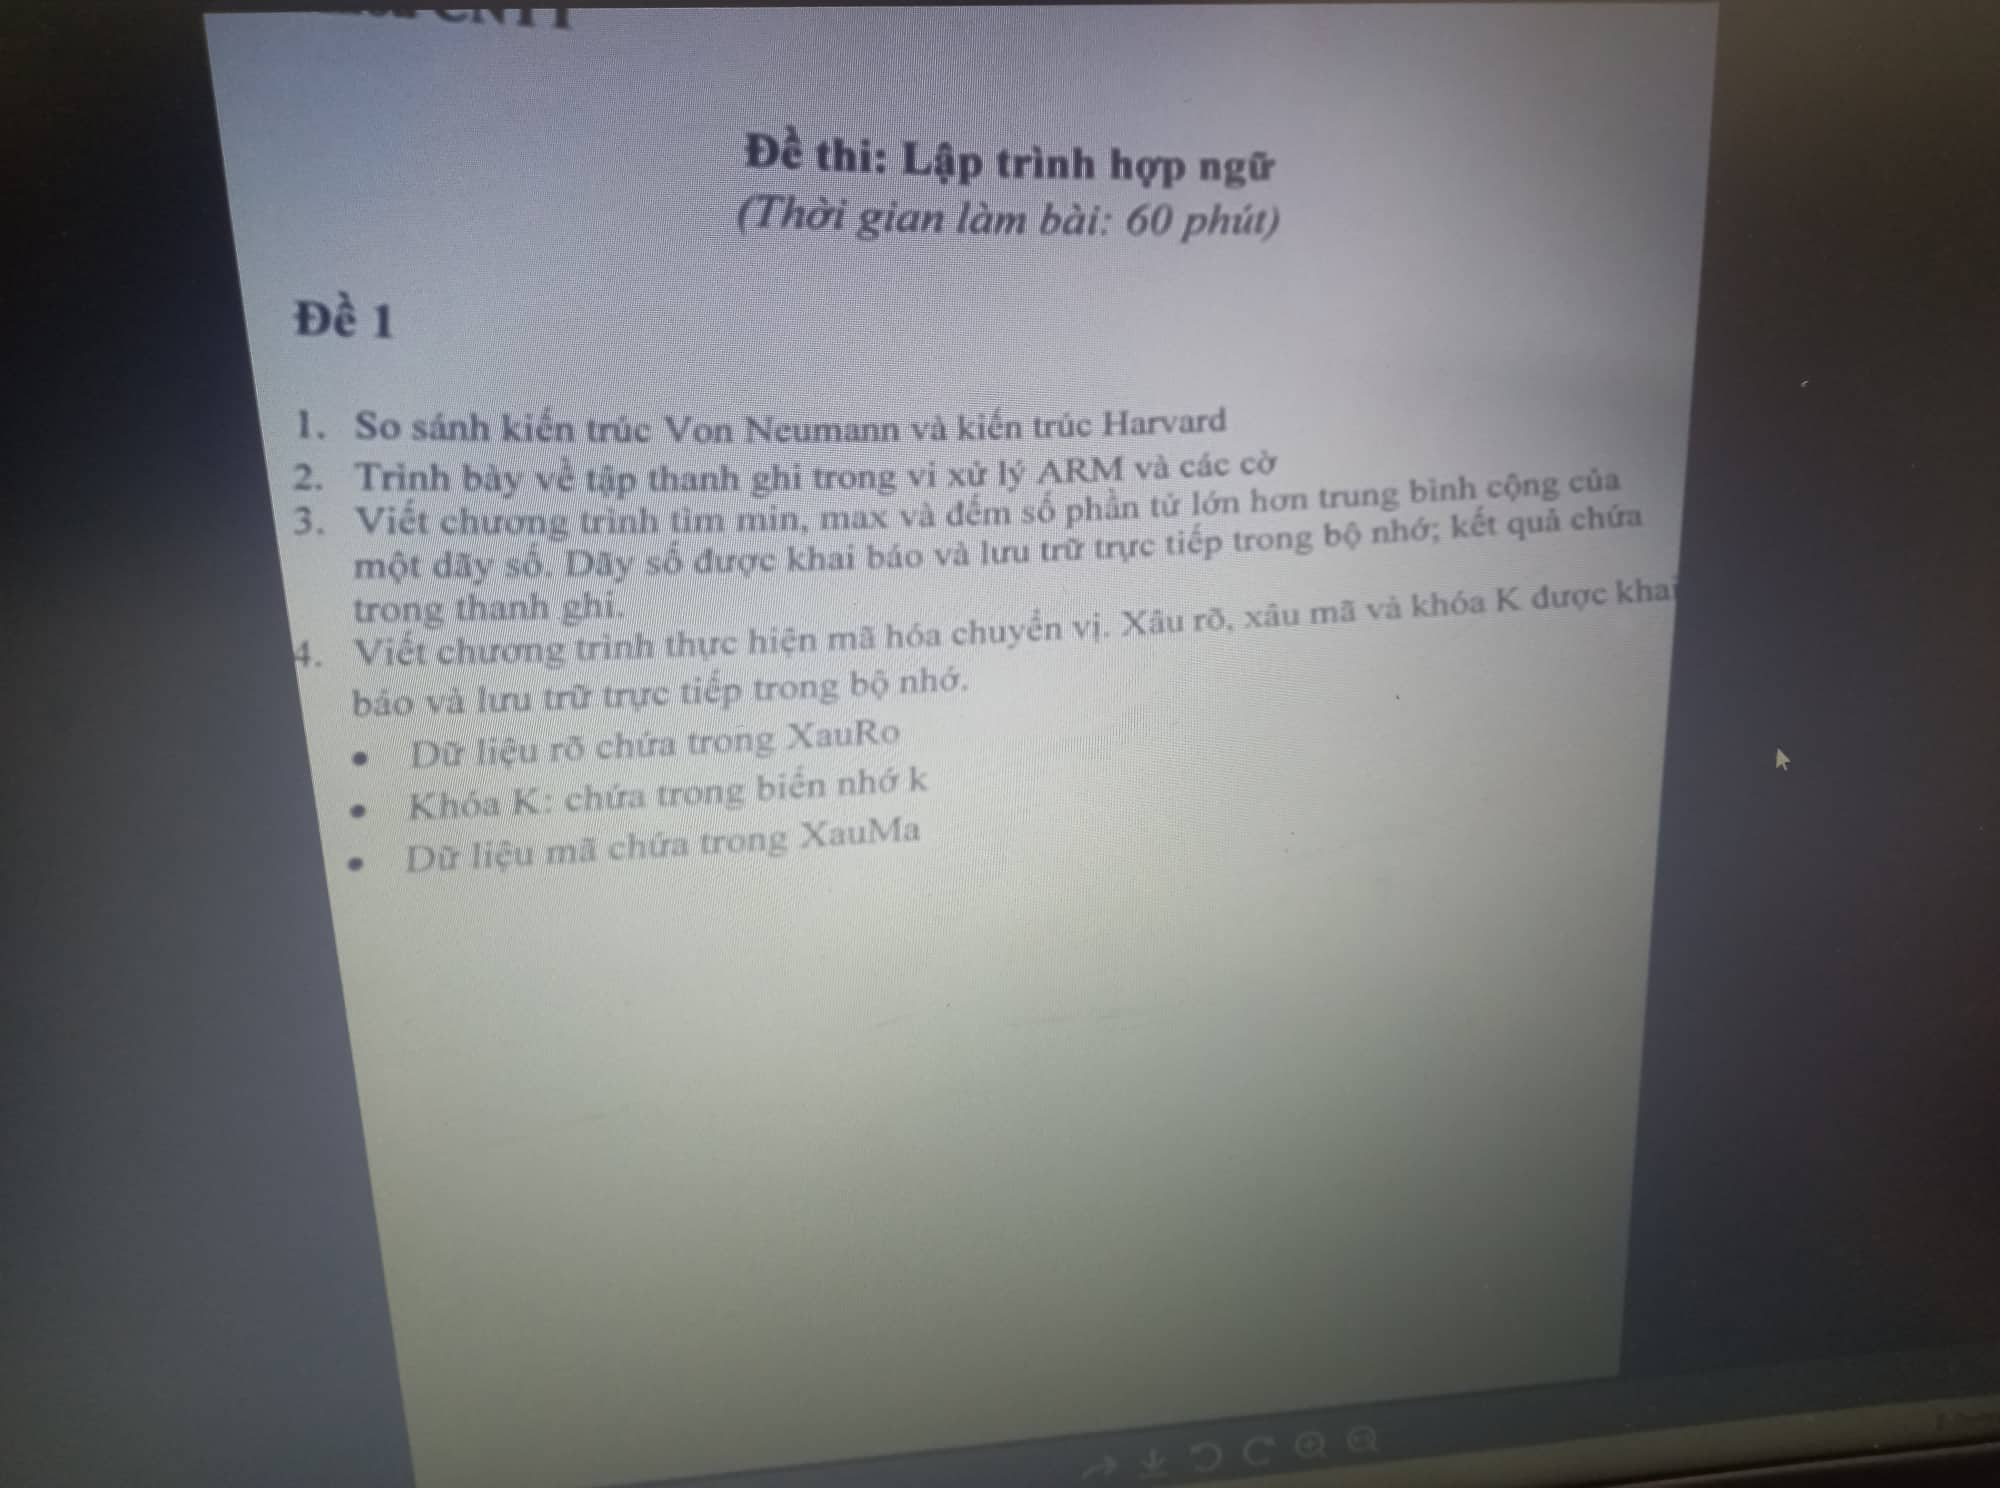 CNTT
Đề thi: Lập trình hợp ngữ
(Thời gian làm bài: 60 phút)
Đề 1
1. So sánh kiến trúc Von Neumann và kiến trúc Harvard
2. Trình bày về tập thanh ghi trong vi xử lý ARM và các cờ
3. Viết chương trình tìm min, max và đếm số phần tử lớn hơn trung bình cộng của
một dãy số. Dãy số được khai báo và lưu trữ trực tiếp trong bộ nhớ; kết quả chứa
trong thanh ghi.
4. Viết chương trình thực hiện mã hóa chuyển vị. Xâu rõ, xâu mã và khóa K được khai
báo và lưu trữ trực tiếp trong bộ nhớ.
• Dữ liệu rõ chứa trong XauRo
• Khóa K: chứa trong biến nhớ k
• Dữ liệu mã chứa trong XauMa